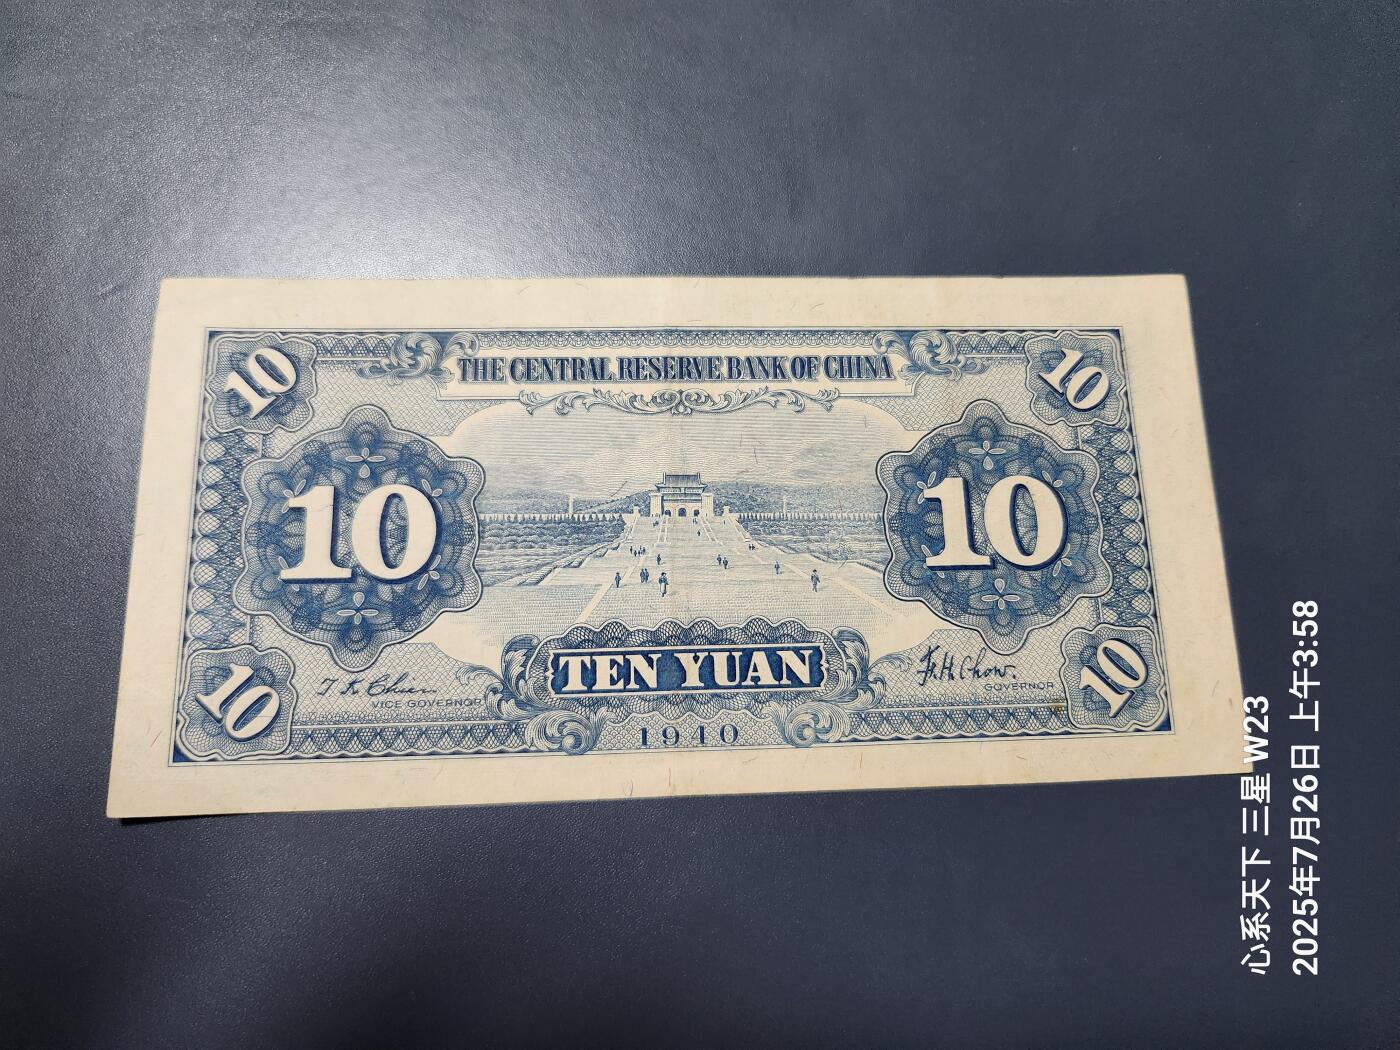 THE CENTRAL RESERVE BANK OF CHINA
10
10
10
10
TEN YUAN
T. K. Chien
VICE GOVERNOR
F. H. Chow.
GOVERNOR
10
10
1940
心系天下 三星 W23
2025年7月26日 上午3:58